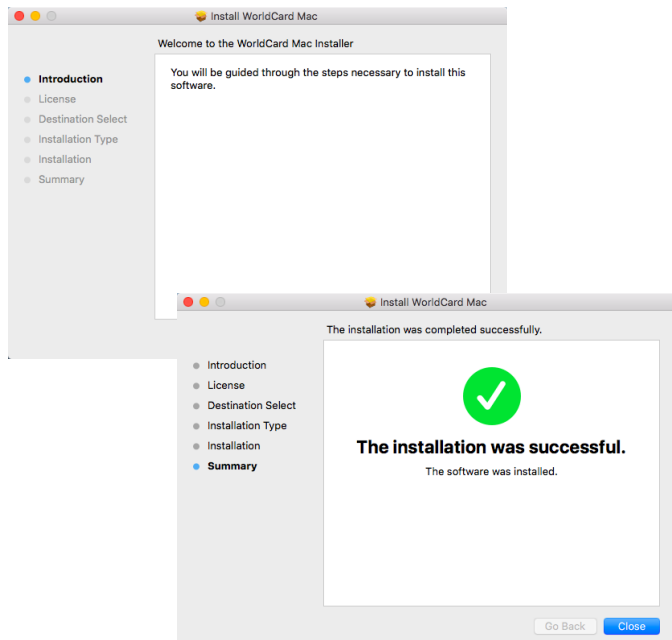 Install WorldCard Mac
Welcome to the WorldCard Mac Installer
Introduction
License
Destination Select
Installation Type
Installation
Summary
You will be guided through the steps necessary to install this
software.
Install WorldCard Mac
The installation was completed successfully.
Introduction
License
Destination Select
Installation Type
Installation
Summary
The installation was successful.
The software was installed.
Go Back
Close